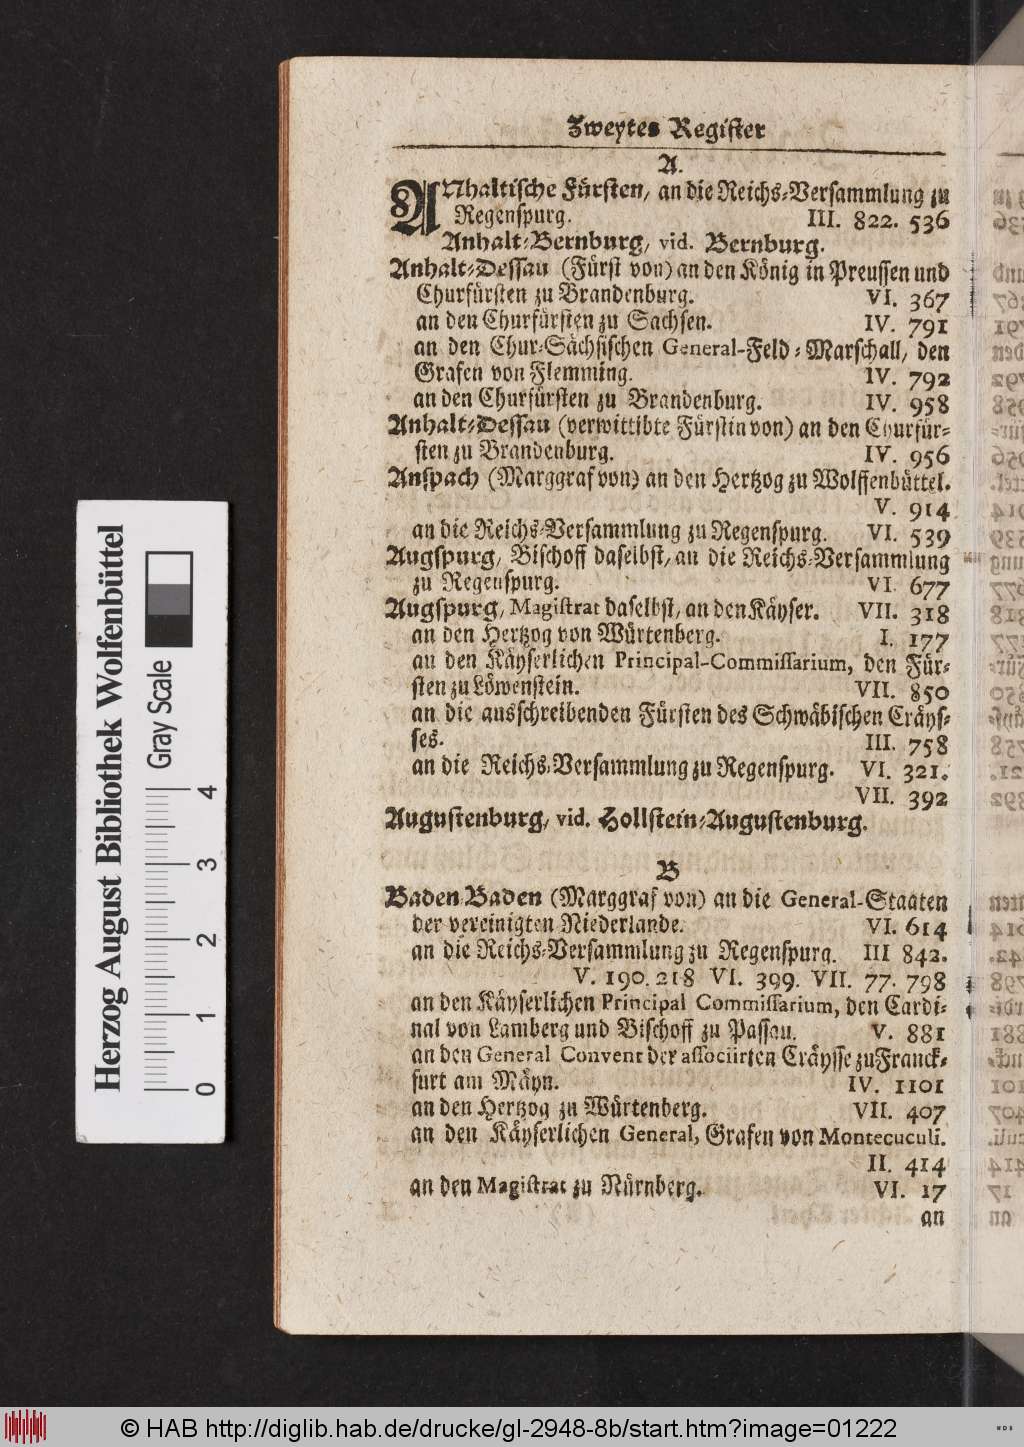 Zweytes Register
A.
ANhaltische Fürsten, an die Reichs-Versammlung zu
Regenspurg. III. 822. 536
Anhalt-Bernburg, vid. Bernburg.
Anhalt-Dessau (Fürst von) an den König in Preussen und
Churfürsten zu Brandenburg. VI. 367
an den Churfürsten zu Sachsen. IV. 791
an den Chur-Sächsischen General-Feld-Marschall, den
Grafen von Flemming. IV. 792
an den Churfürsten zu Brandenburg. IV. 958
Anhalt-Dessau (verwittibte Fürstin von) an den Churfür-
sten zu Brandenburg. IV. 956
Anspach (Marggraf von) an den Hertzog zu Wolffenbüttel.
V. 914
an die Reichs-Versammlung zu Regenspurg. VI. 539
Augspurg, Bischoff daselbst, an die Reichs-Versammlung
zu Regenspurg. VI. 677
Augspurg, Magistrat daselbst, an den Käyser. VII. 318
an den Hertzog von Würtenberg. I. 177
an den Käyserlichen Principal-Commissarium, den Für-
sten zu Löwenstein. VII. 850
an die ausschreibenden Fürsten des Schwäbischen Cräys-
ses. III. 758
an die Reichs-Versammlung zu Regenspurg. VI. 321.
VII. 392
Augustenburg, vid. Hollstein-Augustenburg.
B
Baden-Baden (Marggraf von) an die General-Staaten
der vereinigten Niederlande. VI. 614
an die Reichs-Versammlung zu Regenspurg. III 842.
V. 190. 218 VI. 399. VII. 77. 798
an den Käyserlichen Principal Commissarium, den Cardi-
nal von Lamberg und Bischoff zu Passau. V. 881
an den General Convent der associirten Cräysse zu Franck-
furt am Mäyn. IV. 1101
an den Hertzog zu Würtenberg. VII. 407
an den Käyserlichen General, Grafen von Montecuculi.
II. 414
an den Magistrat zu Nürnberg. VI. 17
an
Herzog August Bibliothek Wolfenbüttel
Gray Scale
0 1 2 3 4
© HAB http://diglib.hab.de/drucke/gl-2948-8b/start.htm?image=01222